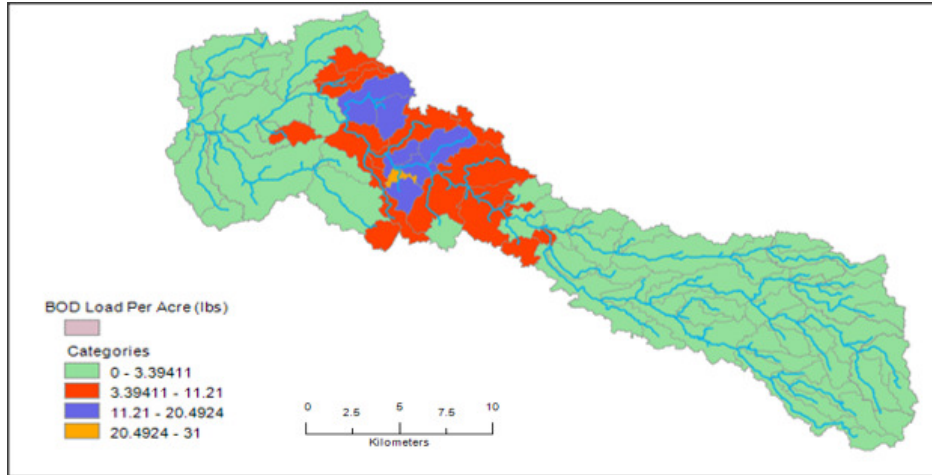 BOD Load Per Acre (lbs)
Categories
0 - 3.39411
3.39411 - 11.21
11.21 - 20.4924
20.4924 - 31
0 2.5 5 7.5 10
Kilometers